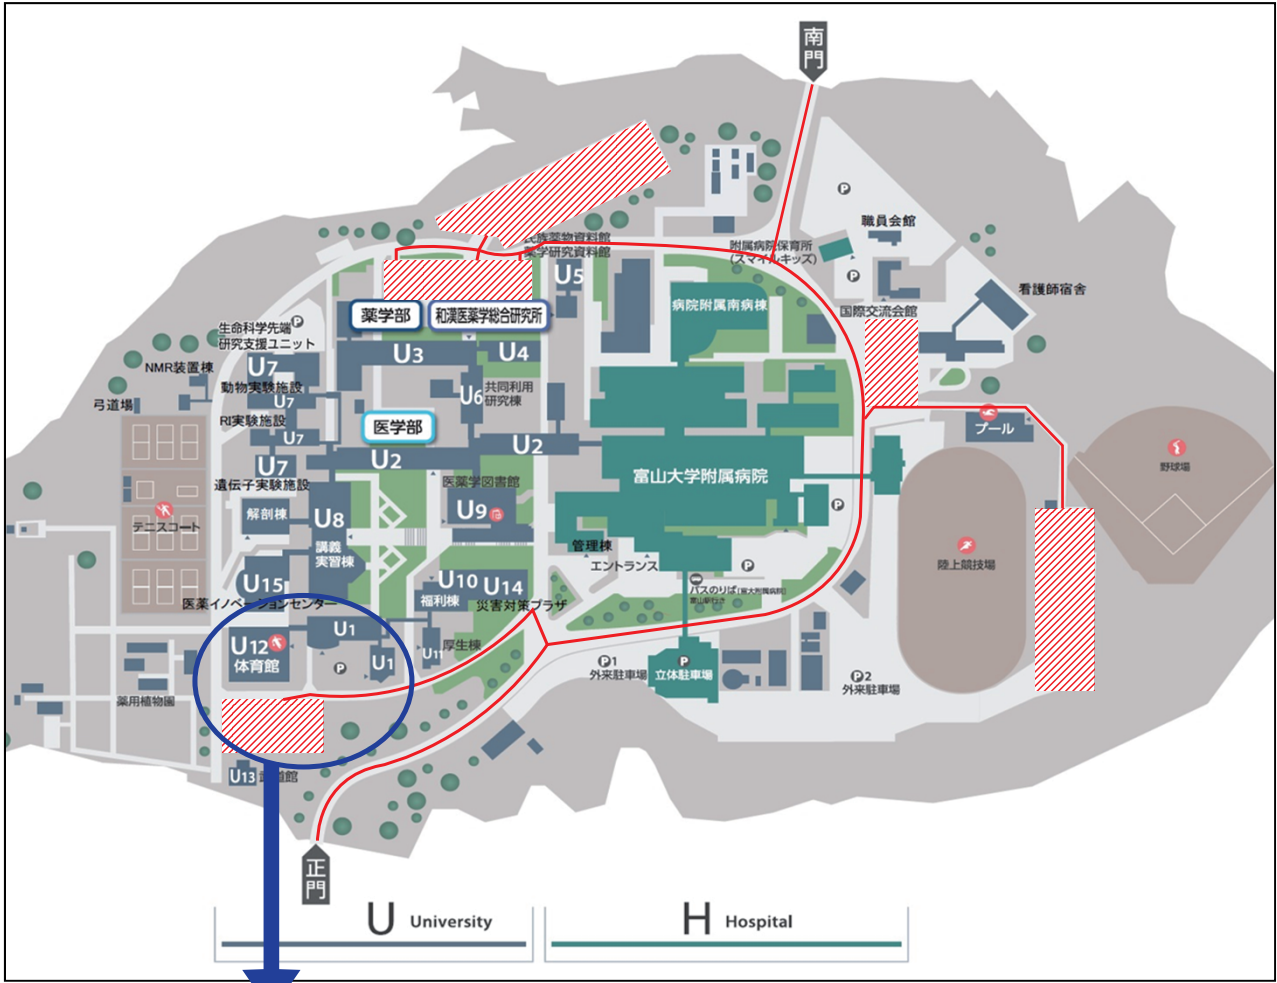 南門
P
職員会館
附属病院保育所
(スマイルキッズ)
P
民族薬物資料館
薬学研究資料館
U5
看護師宿舎
国際交流会館
病院附属南病棟
薬学部
和漢医薬学総合研究所
P
生命科学先端
研究支援ユニット
U3
U4
NMR装置棟
U7
動物実験施設
U6
共同利用
研究棟
弓道場
U7
RI実験施設
U7
医学部
U2
U2
プール
野球場
U7
遺伝子実験施設
富山大学附属病院
医薬学図書館
U9
P
解剖棟
U8
講義
実習棟
テニスコート
管理棟
エントランス
P
陸上競技場
U15
医薬イノベーションセンター
U10
福利棟
U14
災害対策プラザ
バスのりば
U1
U12
体育館
P
U1
U11
厚生棟
P1
外来駐車場
P
立体駐車場
P2
外来駐車場
薬用植物園
U13
正門
U University
H Hospital